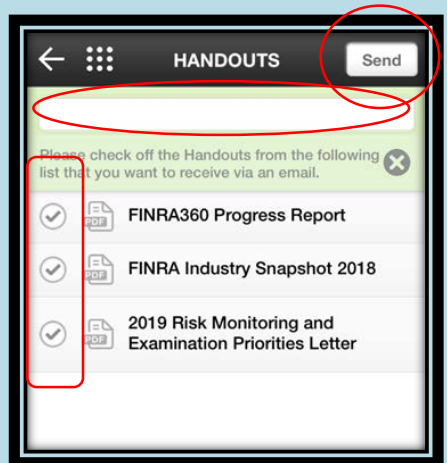 HANDOUTS
Send
Please check off the Handouts from the following
list that you want to receive via an email.
PDF
FINRA360 Progress Report
PDF
FINRA Industry Snapshot 2018
PDF
2019 Risk Monitoring and
Examination Priorities Letter